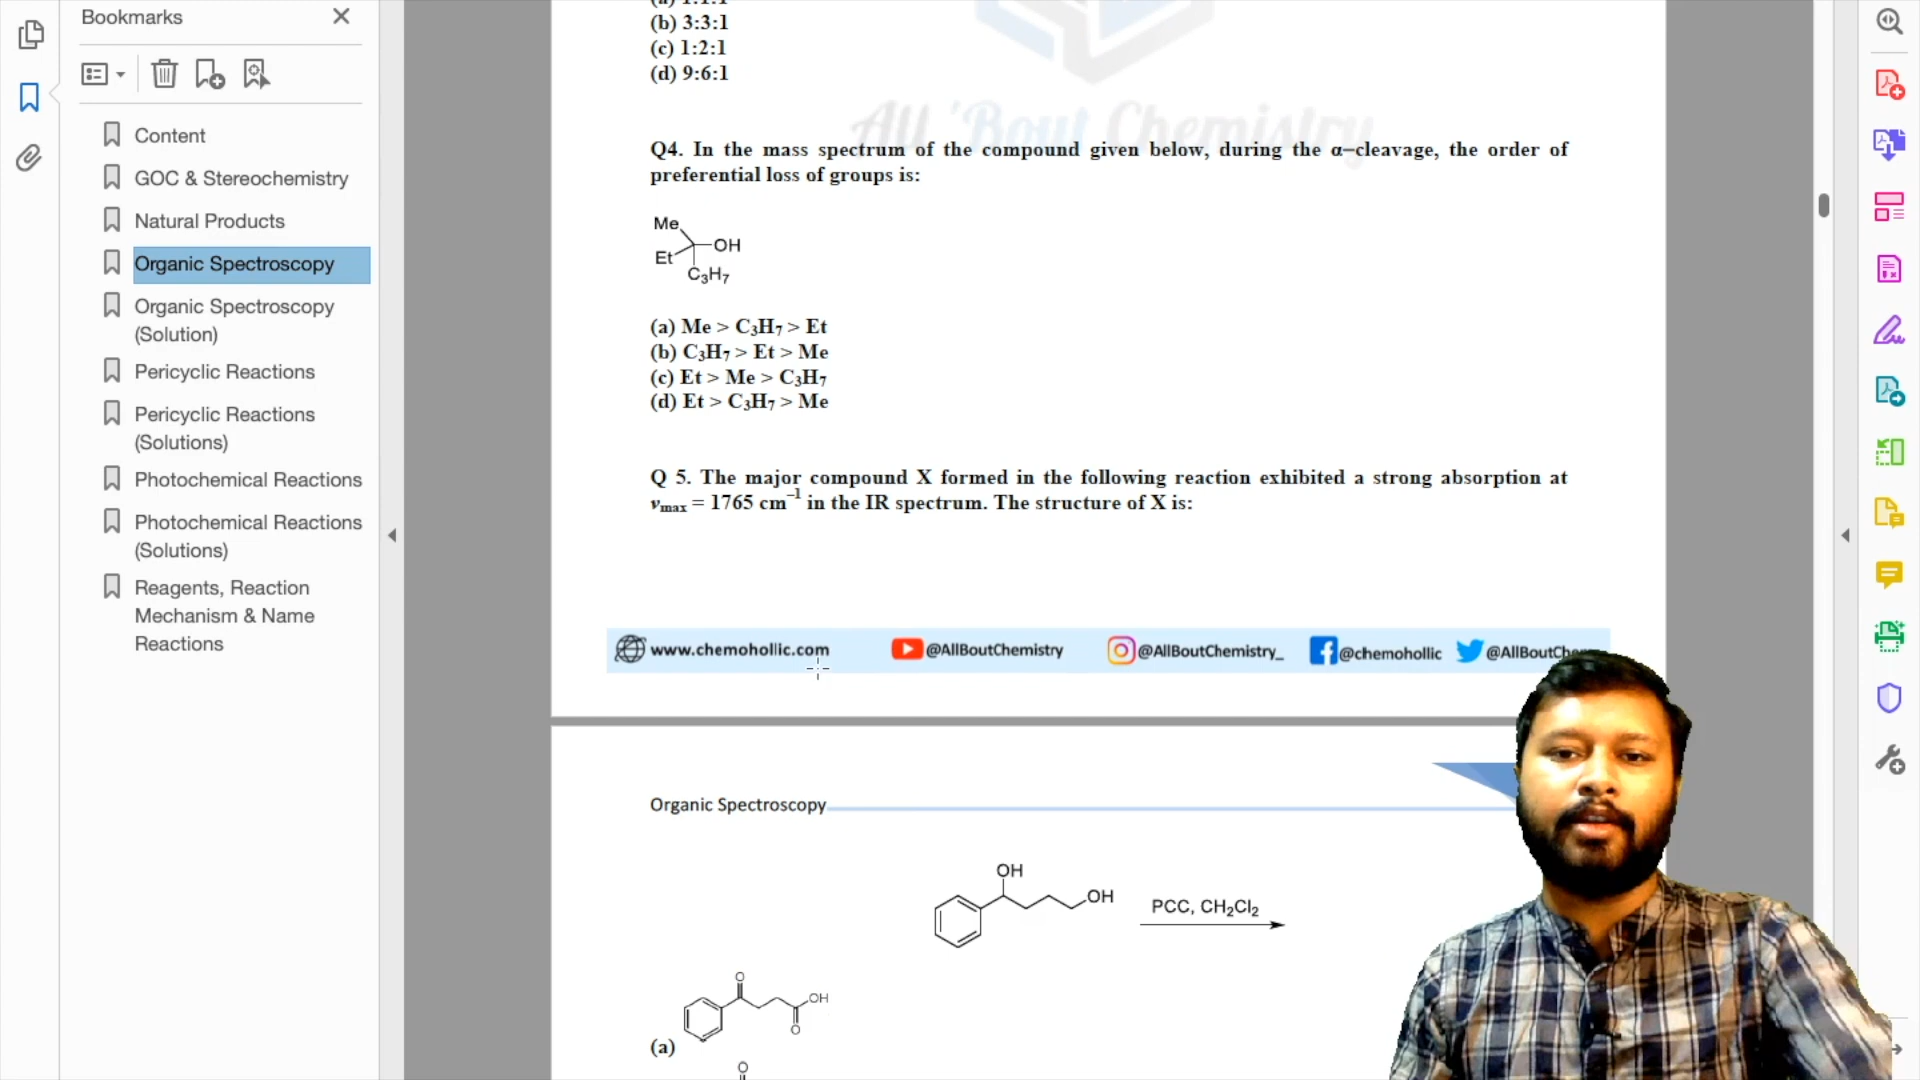 Bookmarks
Content
GOC & Stereochemistry
Natural Products
Organic Spectroscopy
Organic Spectroscopy
(Solution)
Pericyclic Reactions
Pericyclic Reactions
(Solutions)
Photochemical Reactions
Photochemical Reactions
(Solutions)
Reagents, Reaction
Mechanism & Name
Reactions
(b) 3:3:1
(c) 1:2:1
(d) 9:6:1
All 'Bout Chemistry
Q4. In the mass spectrum of the compound given below, during the α–cleavage, the order of
preferential loss of groups is:
Me
OH
Et
C₃H₇
(a) Me > C₃H₇ > Et
(b) C₃H₇ > Et > Me
(c) Et > Me > C₃H₇
(d) Et > C₃H₇ > Me
Q 5. The major compound X formed in the following reaction exhibited a strong absorption at
νmax = 1765 cm⁻¹ in the IR spectrum. The structure of X is:
www.chemohollic.com @AllBoutChemistry @AllBoutChemistry_ @chemohollic
Organic Spectroscopy
OH
OH
PCC, CH₂Cl₂
O
OH
O
(a)
O